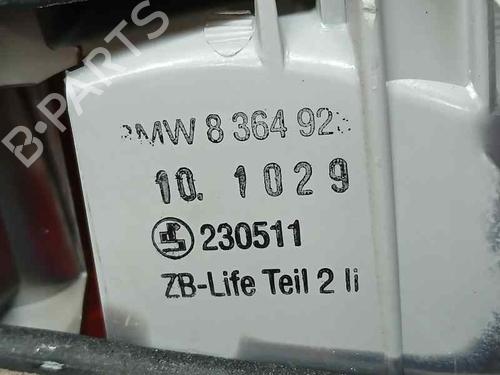 B-PARTS
BMW 8 364 92
10. 1029
230511
ZB-Life Teil 2 li